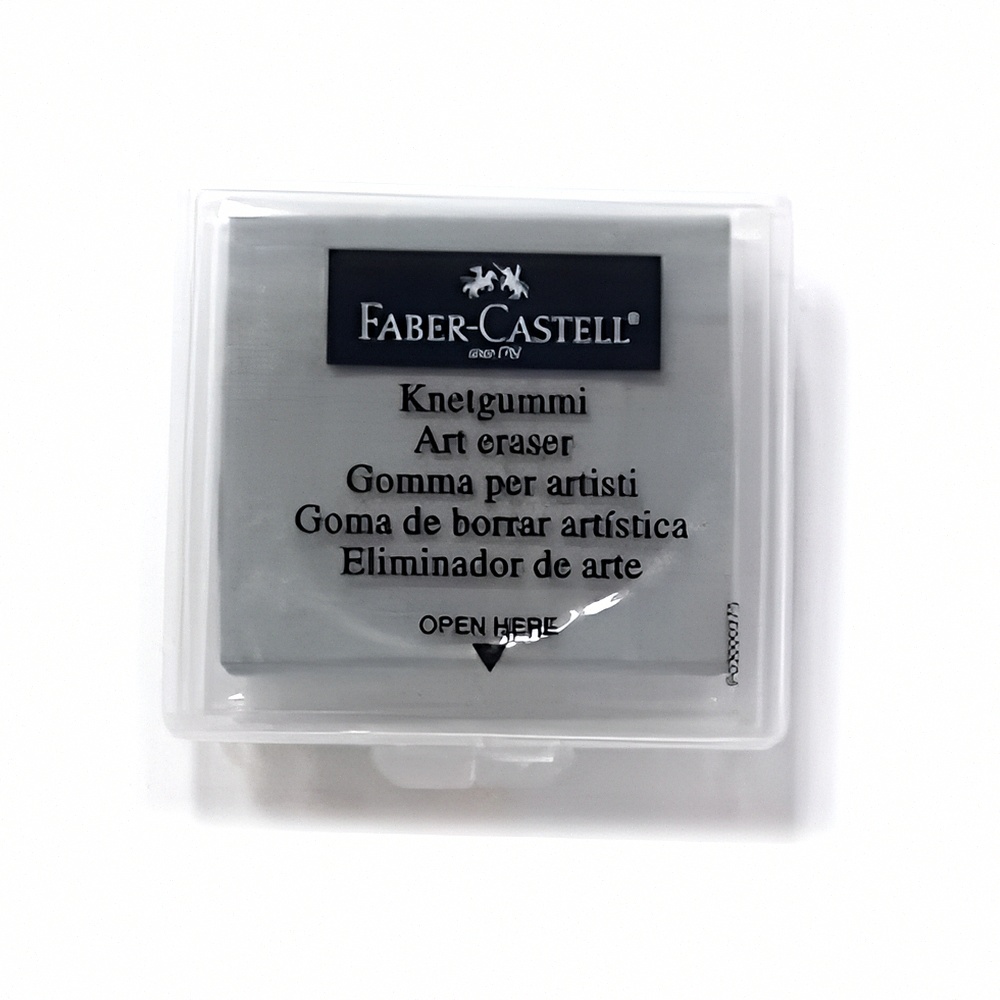 FABER-CASTELL®
Knetgummi
Art eraser
Gomma per artisti
Goma de borrar artística
Eliminador de arte
OPEN HERE